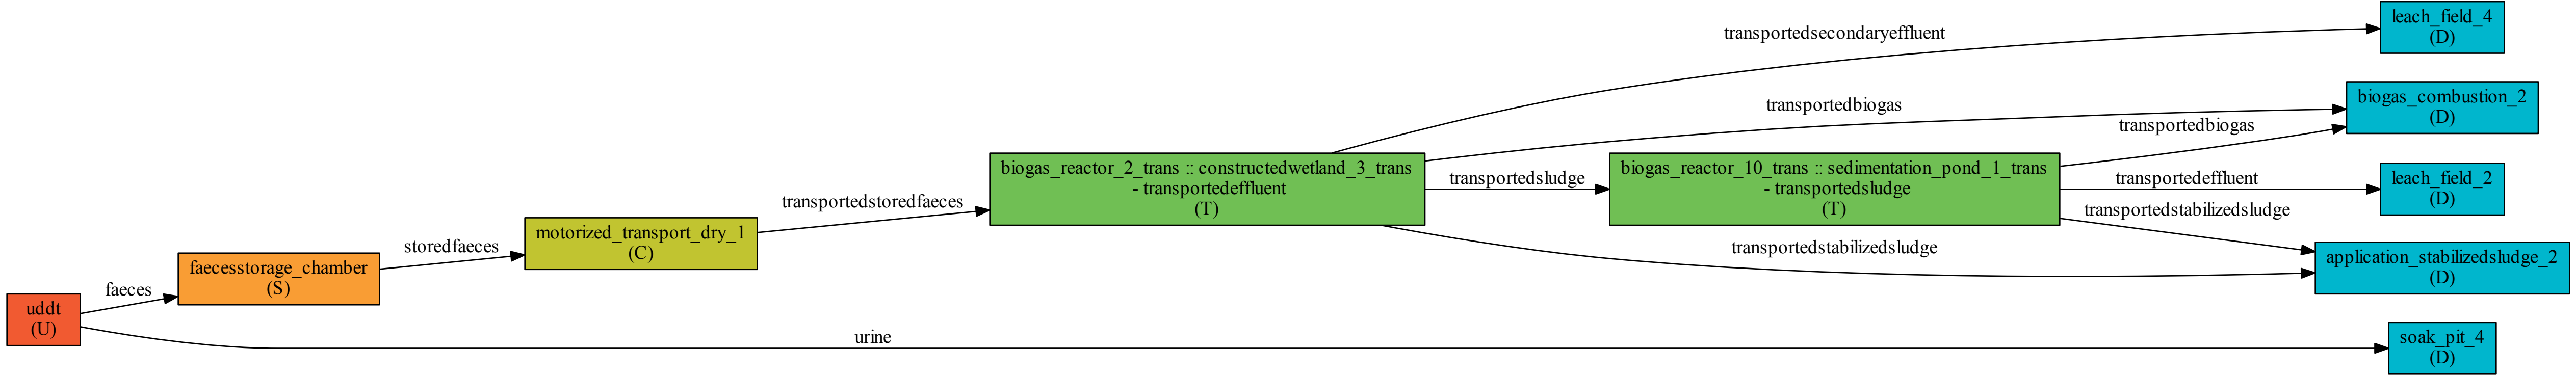 uddt
(U)
faeces
faecesstorage_chamber
(S)
storedfaeces
motorized_transport_dry_1
(C)
transportedstoredfaeces
biogas_reactor_2_trans :: constructedwetland_3_trans
- transportedeffluent
(T)
transportedsludge
biogas_reactor_10_trans :: sedimentation_pond_1_trans
- transportedsludge
(T)
transportedsecondaryeffluent
leach_field_4
(D)
transportedbiogas
biogas_combustion_2
(D)
transportedbiogas
transportedeffluent
leach_field_2
(D)
transportedstabilizedsludge
transportedstabilizedsludge
application_stabilizedsludge_2
(D)
urine
soak_pit_4
(D)